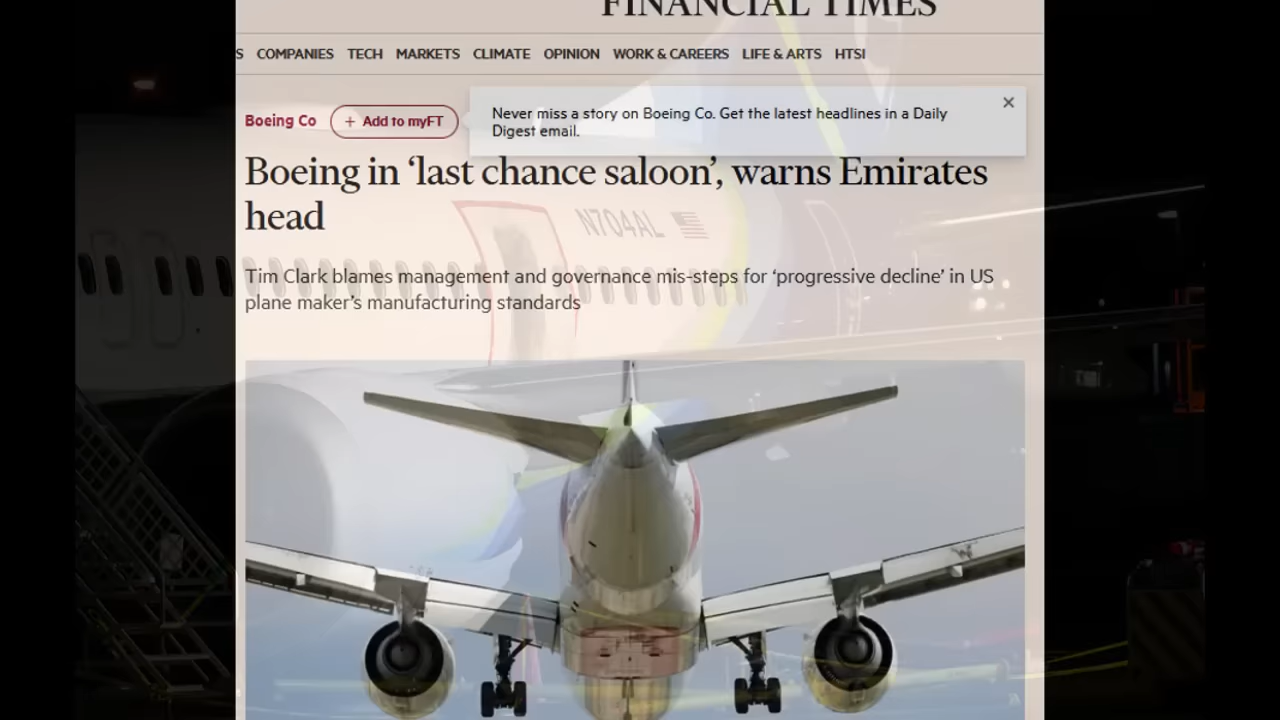 FINANCIAL TIMES
S COMPANIES TECH MARKETS CLIMATE OPINION WORK & CAREERS LIFE & ARTS HTSI
Boeing Co + Add to myFT
Never miss a story on Boeing Co. Get the latest headlines in a Daily
Digest email.
×
Boeing in ‘last chance saloon’, warns Emirates
head
N704AL
Tim Clark blames management and governance mis-steps for ‘progressive decline’ in US
plane maker’s manufacturing standards